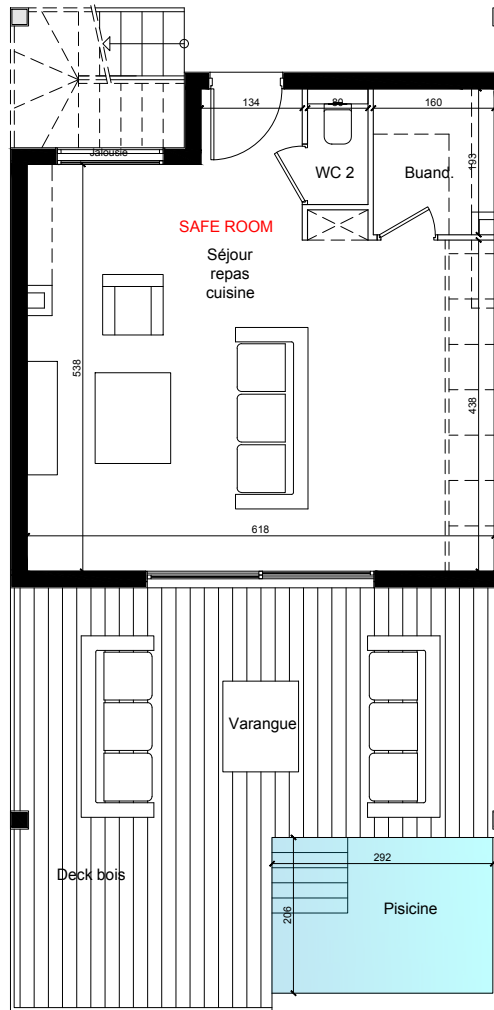 134
80
160
Jalousie
WC 2
Buand.
193
SAFE ROOM
Séjour
repas
cuisine
538
438
618
Varangue
292
Deck bois
206
Pisicine